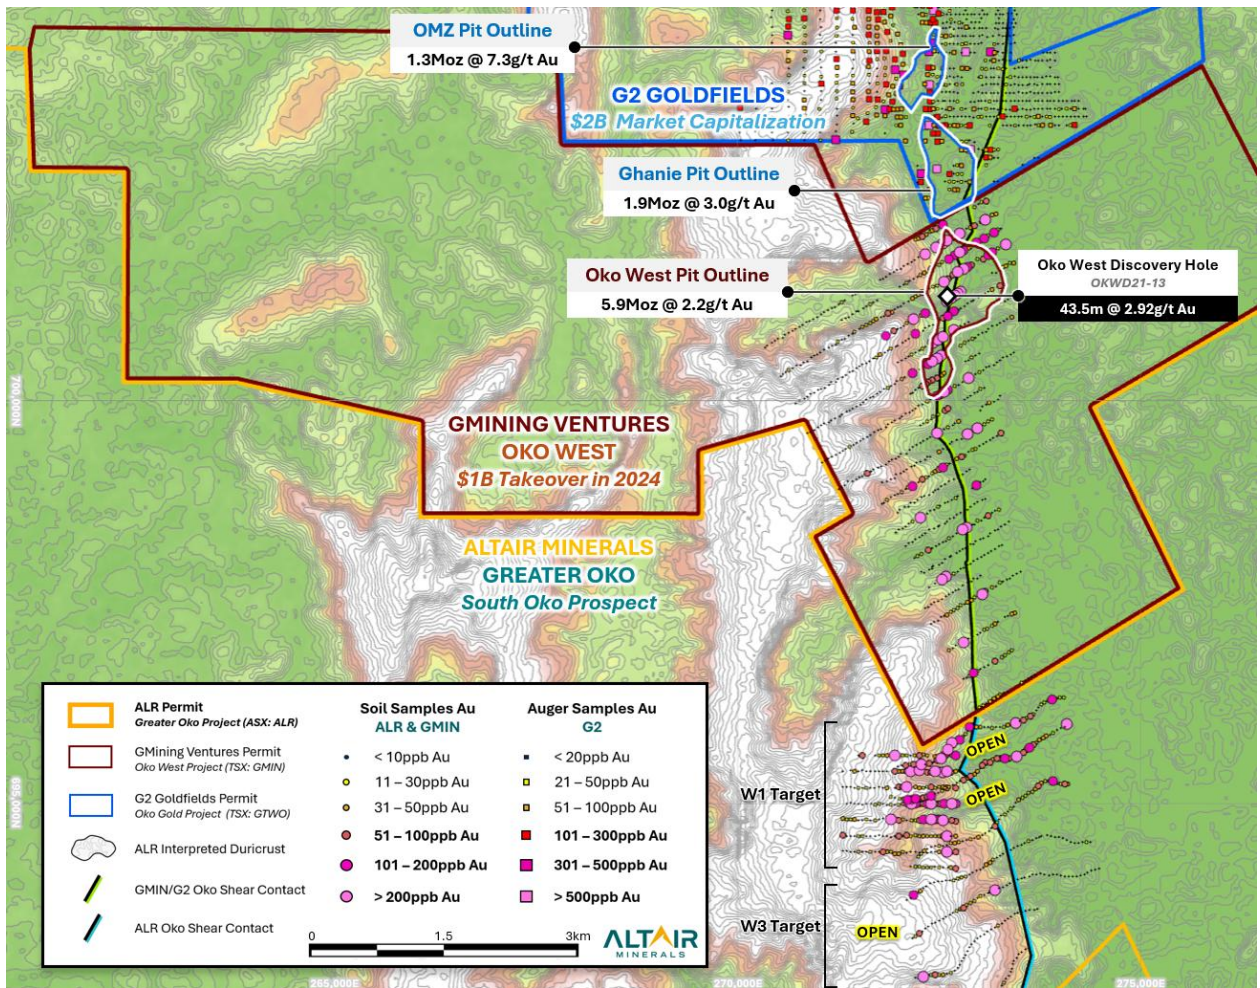 OMZ Pit Outline
1.3Moz @ 7.3g/t Au
G2 GOLDFIELDS
$2B Market Capitalization
Ghanie Pit Outline
1.9Moz @ 3.0g/t Au
Oko West Pit Outline
5.9Moz @ 2.2g/t Au
Oko West Discovery Hole
OKWD21-13
43.5m @ 2.92g/t Au
700,000N
GMINING VENTURES
OKO WEST
$1B Takeover in 2024
ALTAIR MINERALS
GREATER OKO
South Oko Prospect
OPEN
OPEN
W1 Target
W3 Target
OPEN
695,000N
ALR Permit
Greater Oko Project (ASX: ALR)
GMining Ventures Permit
Oko West Project (TSX: GMIN)
G2 Goldfields Permit
Oko Gold Project (TSX: GTWO)
ALR Interpreted Duricrust
GMIN/G2 Oko Shear Contact
ALR Oko Shear Contact
Soil Samples Au
ALR & GMIN
< 10ppb Au
11 – 30ppb Au
31 – 50ppb Au
51 – 100ppb Au
101 – 200ppb Au
> 200ppb Au
Auger Samples Au
G2
< 20ppb Au
21 – 50ppb Au
51 – 100ppb Au
101 – 300ppb Au
301 – 500ppb Au
> 500ppb Au
0 1.5 3km
ALTAIR
MINERALS
265,000E
270,000E
275,000E